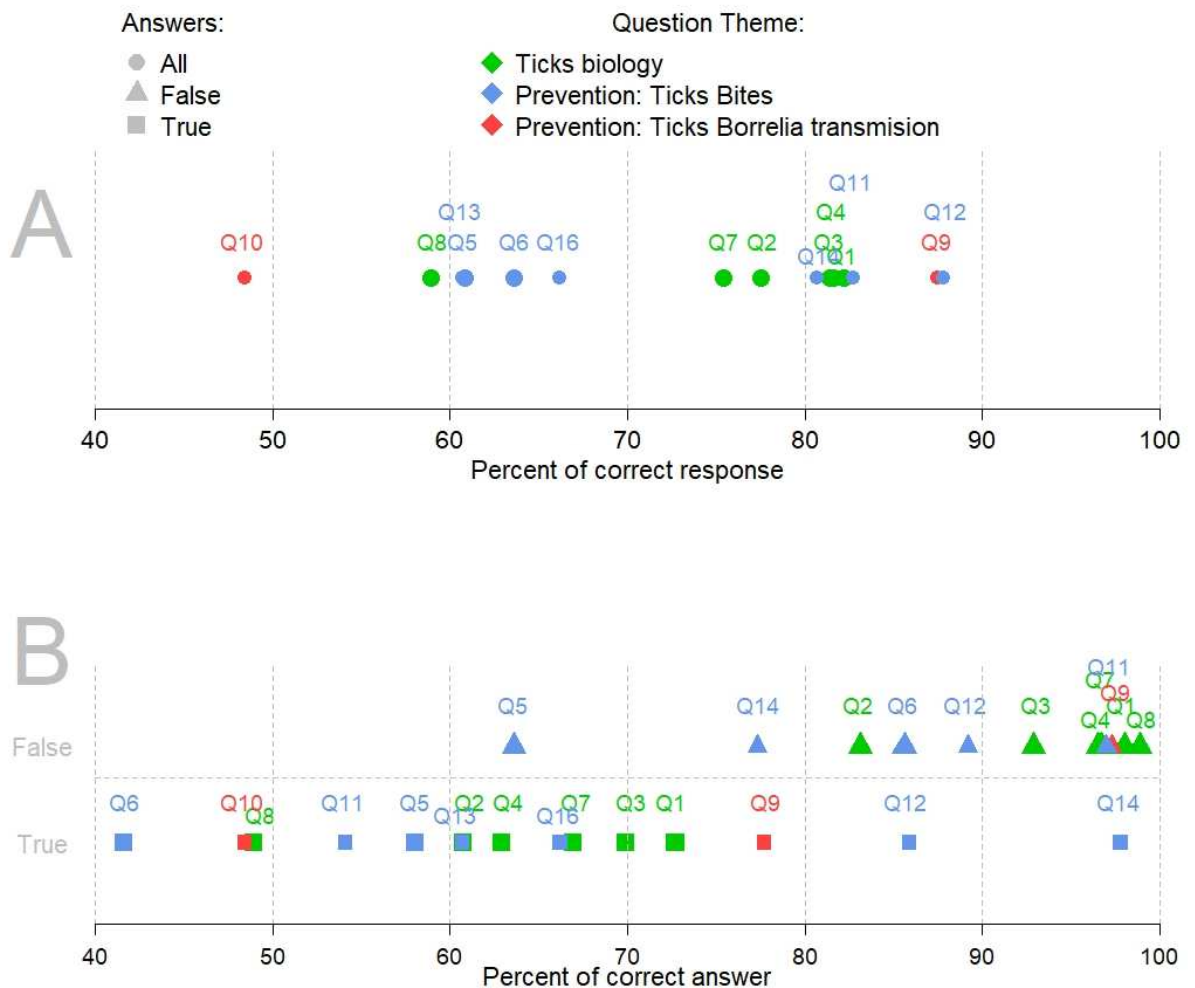 Answers: Question Theme:
All Ticks biology
False Prevention: Ticks Bites
True Prevention: Ticks Borrelia transmision
A
Q11
Q13 Q4 Q12
Q10 Q8 Q5 Q6 Q16 Q7 Q2 Q3 Q9
Q14 Q1
40 50 60 70 80 90 100
Percent of correct response
B
Q11
Q7
Q9
Q5 Q14 Q2 Q6 Q12 Q3 Q1
Q4 Q8
False
Q6 Q10 Q11 Q5 Q2 Q4 Q7 Q3 Q1 Q9 Q12 Q14
Q8 Q13 Q16
True
40 50 60 70 80 90 100
Percent of correct answer